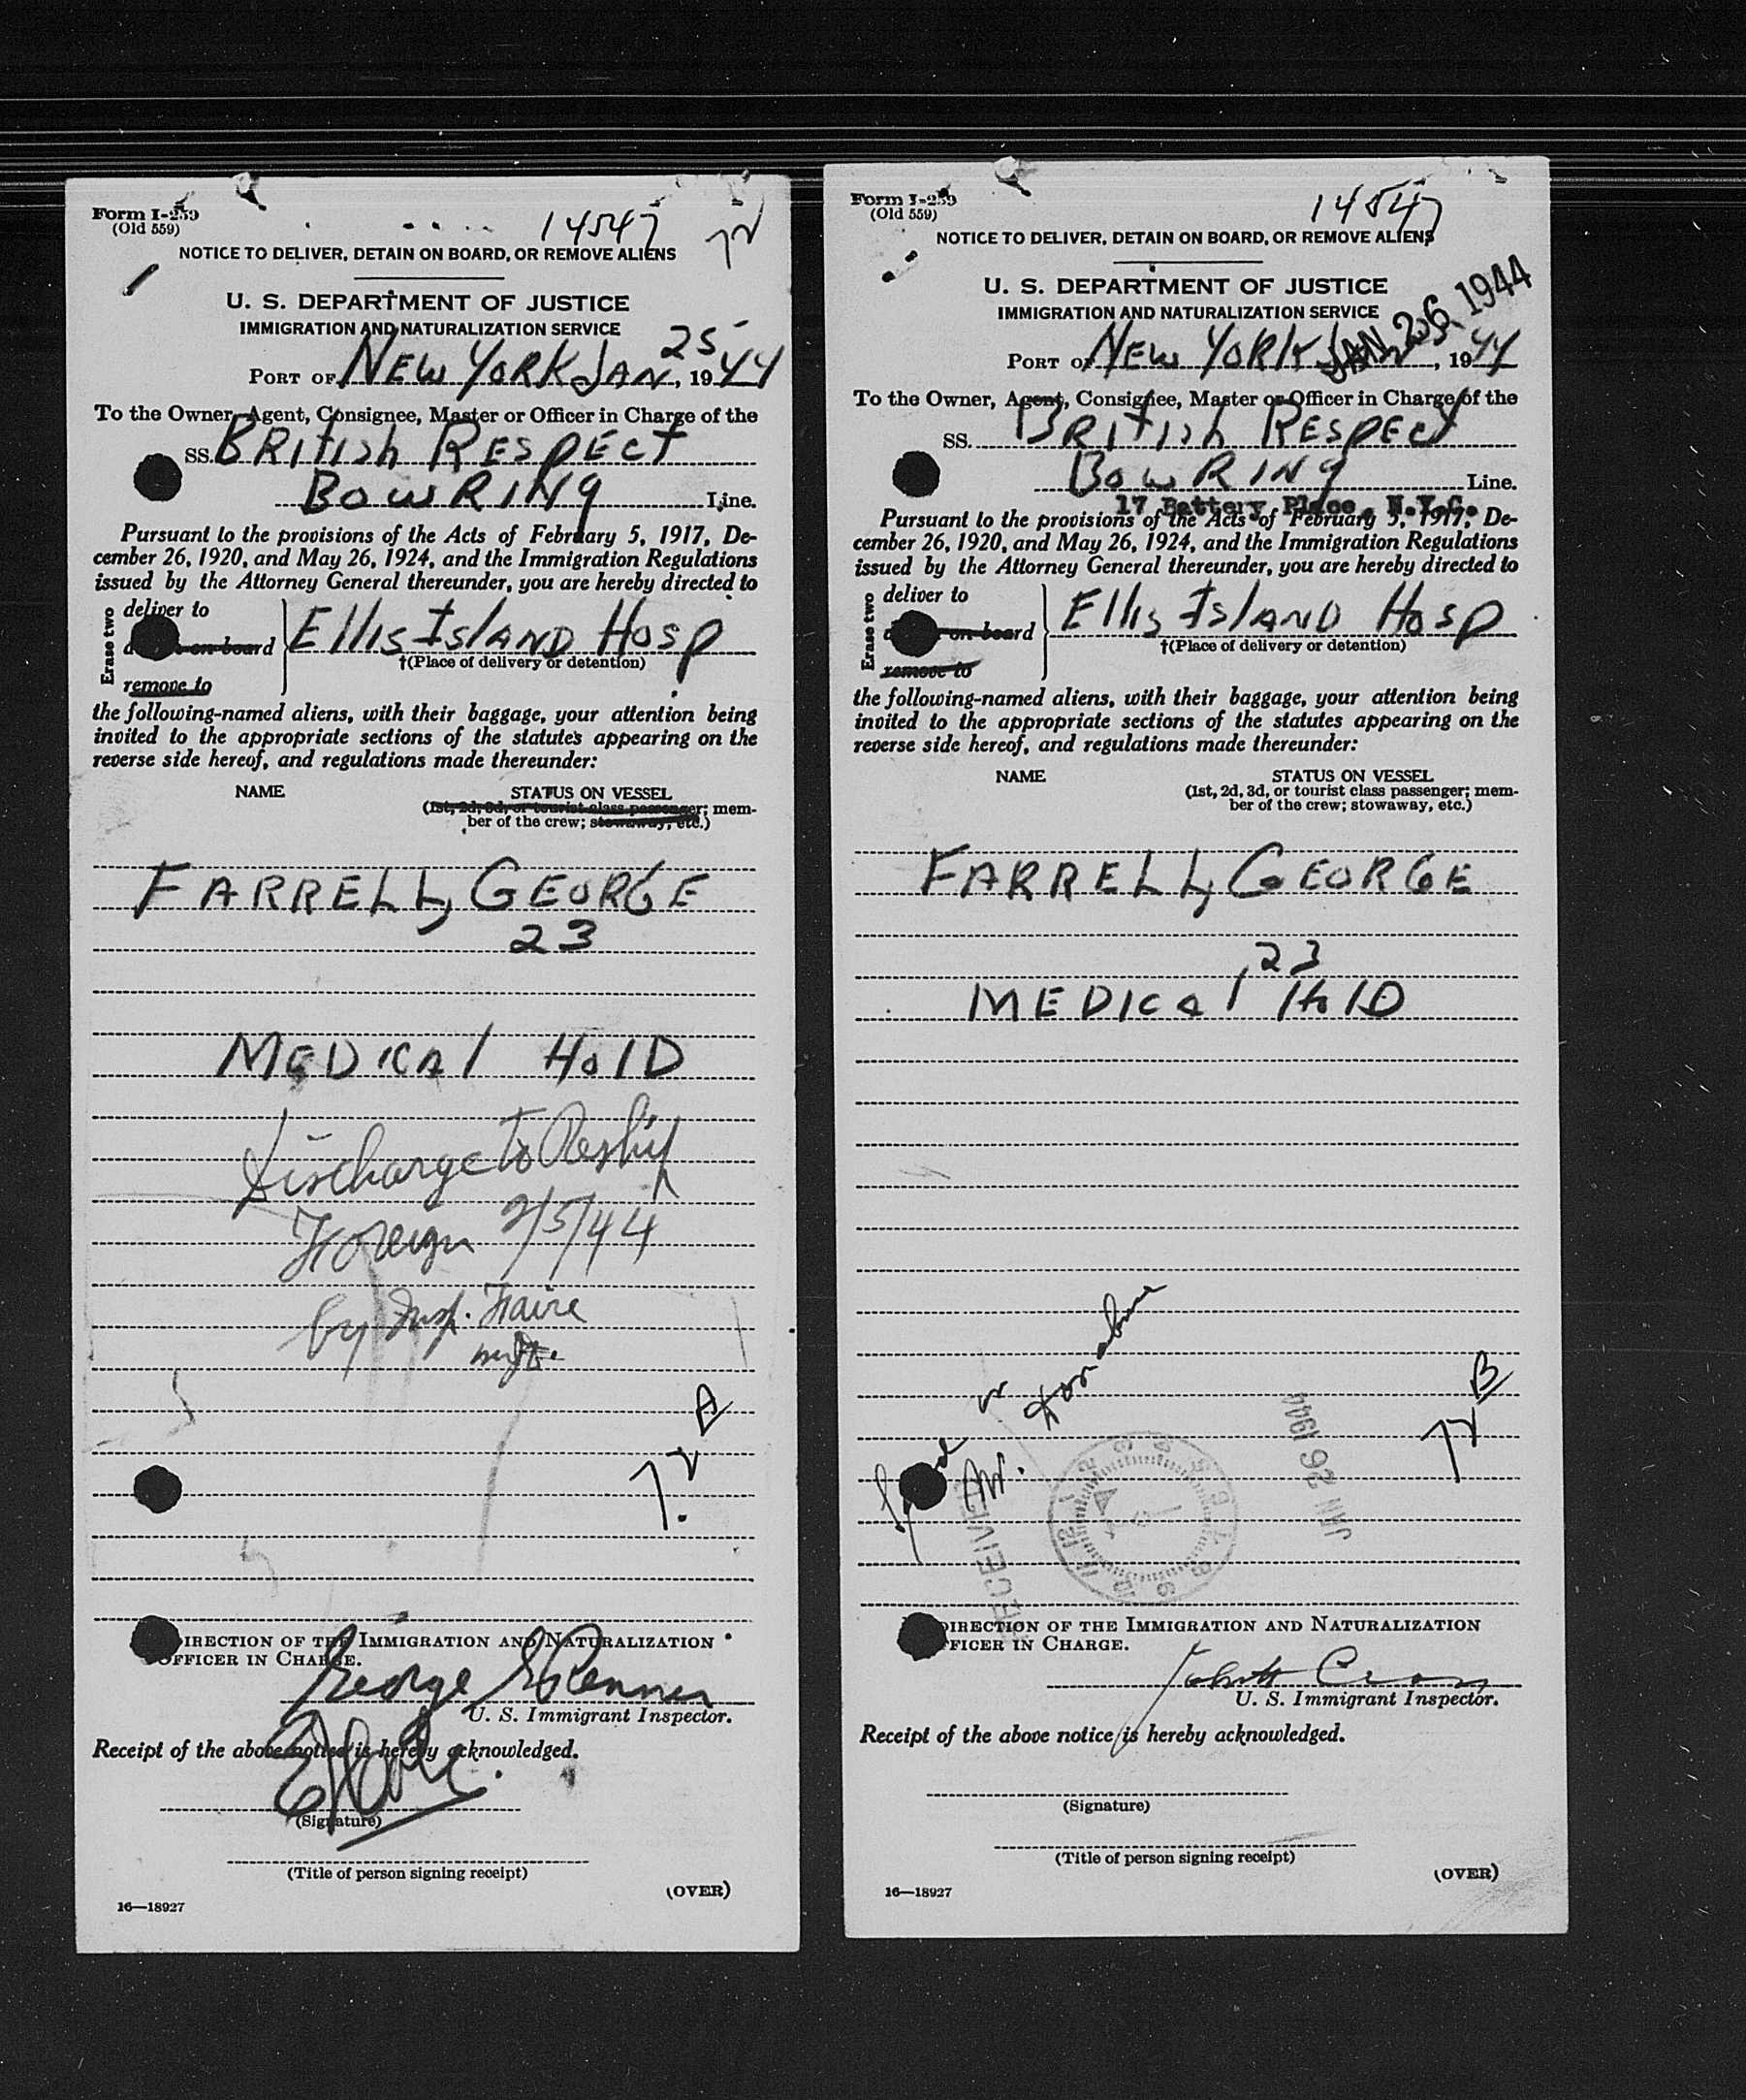 Form I-259
(Old 559)
14547
72
NOTICE TO DELIVER, DETAIN ON BOARD, OR REMOVE ALIENS
U. S. DEPARTMENT OF JUSTICE
IMMIGRATION AND NATURALIZATION SERVICE
PORT OF NEW YORK JAN 25, 1944
To the Owner, Agent, Consignee, Master or Officer in Charge of the
SS. BRITISH RESPECT
BOWRING Line.
Pursuant to the provisions of the Acts of February 5, 1917, De-
cember 26, 1920, and May 26, 1924, and the Immigration Regulations
issued by the Attorney General thereunder, you are hereby directed to
Erase two
deliver to
on board
remove to
Ellis Island Hosp
†(Place of delivery or detention)
the following-named aliens, with their baggage, your attention being
invited to the appropriate sections of the statutes appearing on the
reverse side hereof, and regulations made thereunder:
NAME STATUS ON VESSEL
(1st, 2d, 3d, or tourist class passenger; mem-
ber of the crew; stowaway, etc.)
FARRELL, GEORGE
23
MEDICAL HOLD
Discharge to Reship
Foreign 2/5/44
by Insp.
A
72
DIRECTION OF THE IMMIGRATION AND NATURALIZATION
OFFICER IN CHARGE.
George Renner
U. S. Immigrant Inspector.
Receipt of the above notice is hereby acknowledged.
(Signature)
(Title of person signing receipt)
(OVER)
16—18927
Form I-259
(Old 559)
14547
NOTICE TO DELIVER, DETAIN ON BOARD, OR REMOVE ALIENS
U. S. DEPARTMENT OF JUSTICE
IMMIGRATION AND NATURALIZATION SERVICE
JAN 26 1944
PORT OF NEW YORK, 1944
To the Owner, Agent, Consignee, Master or Officer in Charge of the
SS. BRITISH RESPECT
BOWRING Line.
17 Battery Place, N.Y.C.
Pursuant to the provisions of the Acts of February 5, 1917, De-
cember 26, 1920, and May 26, 1924, and the Immigration Regulations
issued by the Attorney General thereunder, you are hereby directed to
Erase two
deliver to
on board
remove to
Ellis Island Hosp
†(Place of delivery or detention)
the following-named aliens, with their baggage, your attention being
invited to the appropriate sections of the statutes appearing on the
reverse side hereof, and regulations made thereunder:
NAME STATUS ON VESSEL
(1st, 2d, 3d, or tourist class passenger; mem-
ber of the crew; stowaway, etc.)
FARRELL, GEORGE
23
MEDICAL HOLD
above
B
72
JAN 26 1944
RECEIVED
DIRECTION OF THE IMMIGRATION AND NATURALIZATION
OFFICER IN CHARGE.
U. S. Immigrant Inspector.
Receipt of the above notice is hereby acknowledged.
(Signature)
(Title of person signing receipt)
(OVER)
16—18927